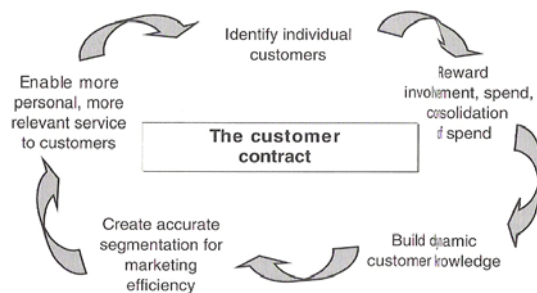 Identify individual
customers
Reward
involvement, spend,
consolidation
of spend
Build dynamic
customer knowledge
Create accurate
segmentation for
marketing
efficiency
Enable more
personal, more
relevant service
to customers
The customer
contract